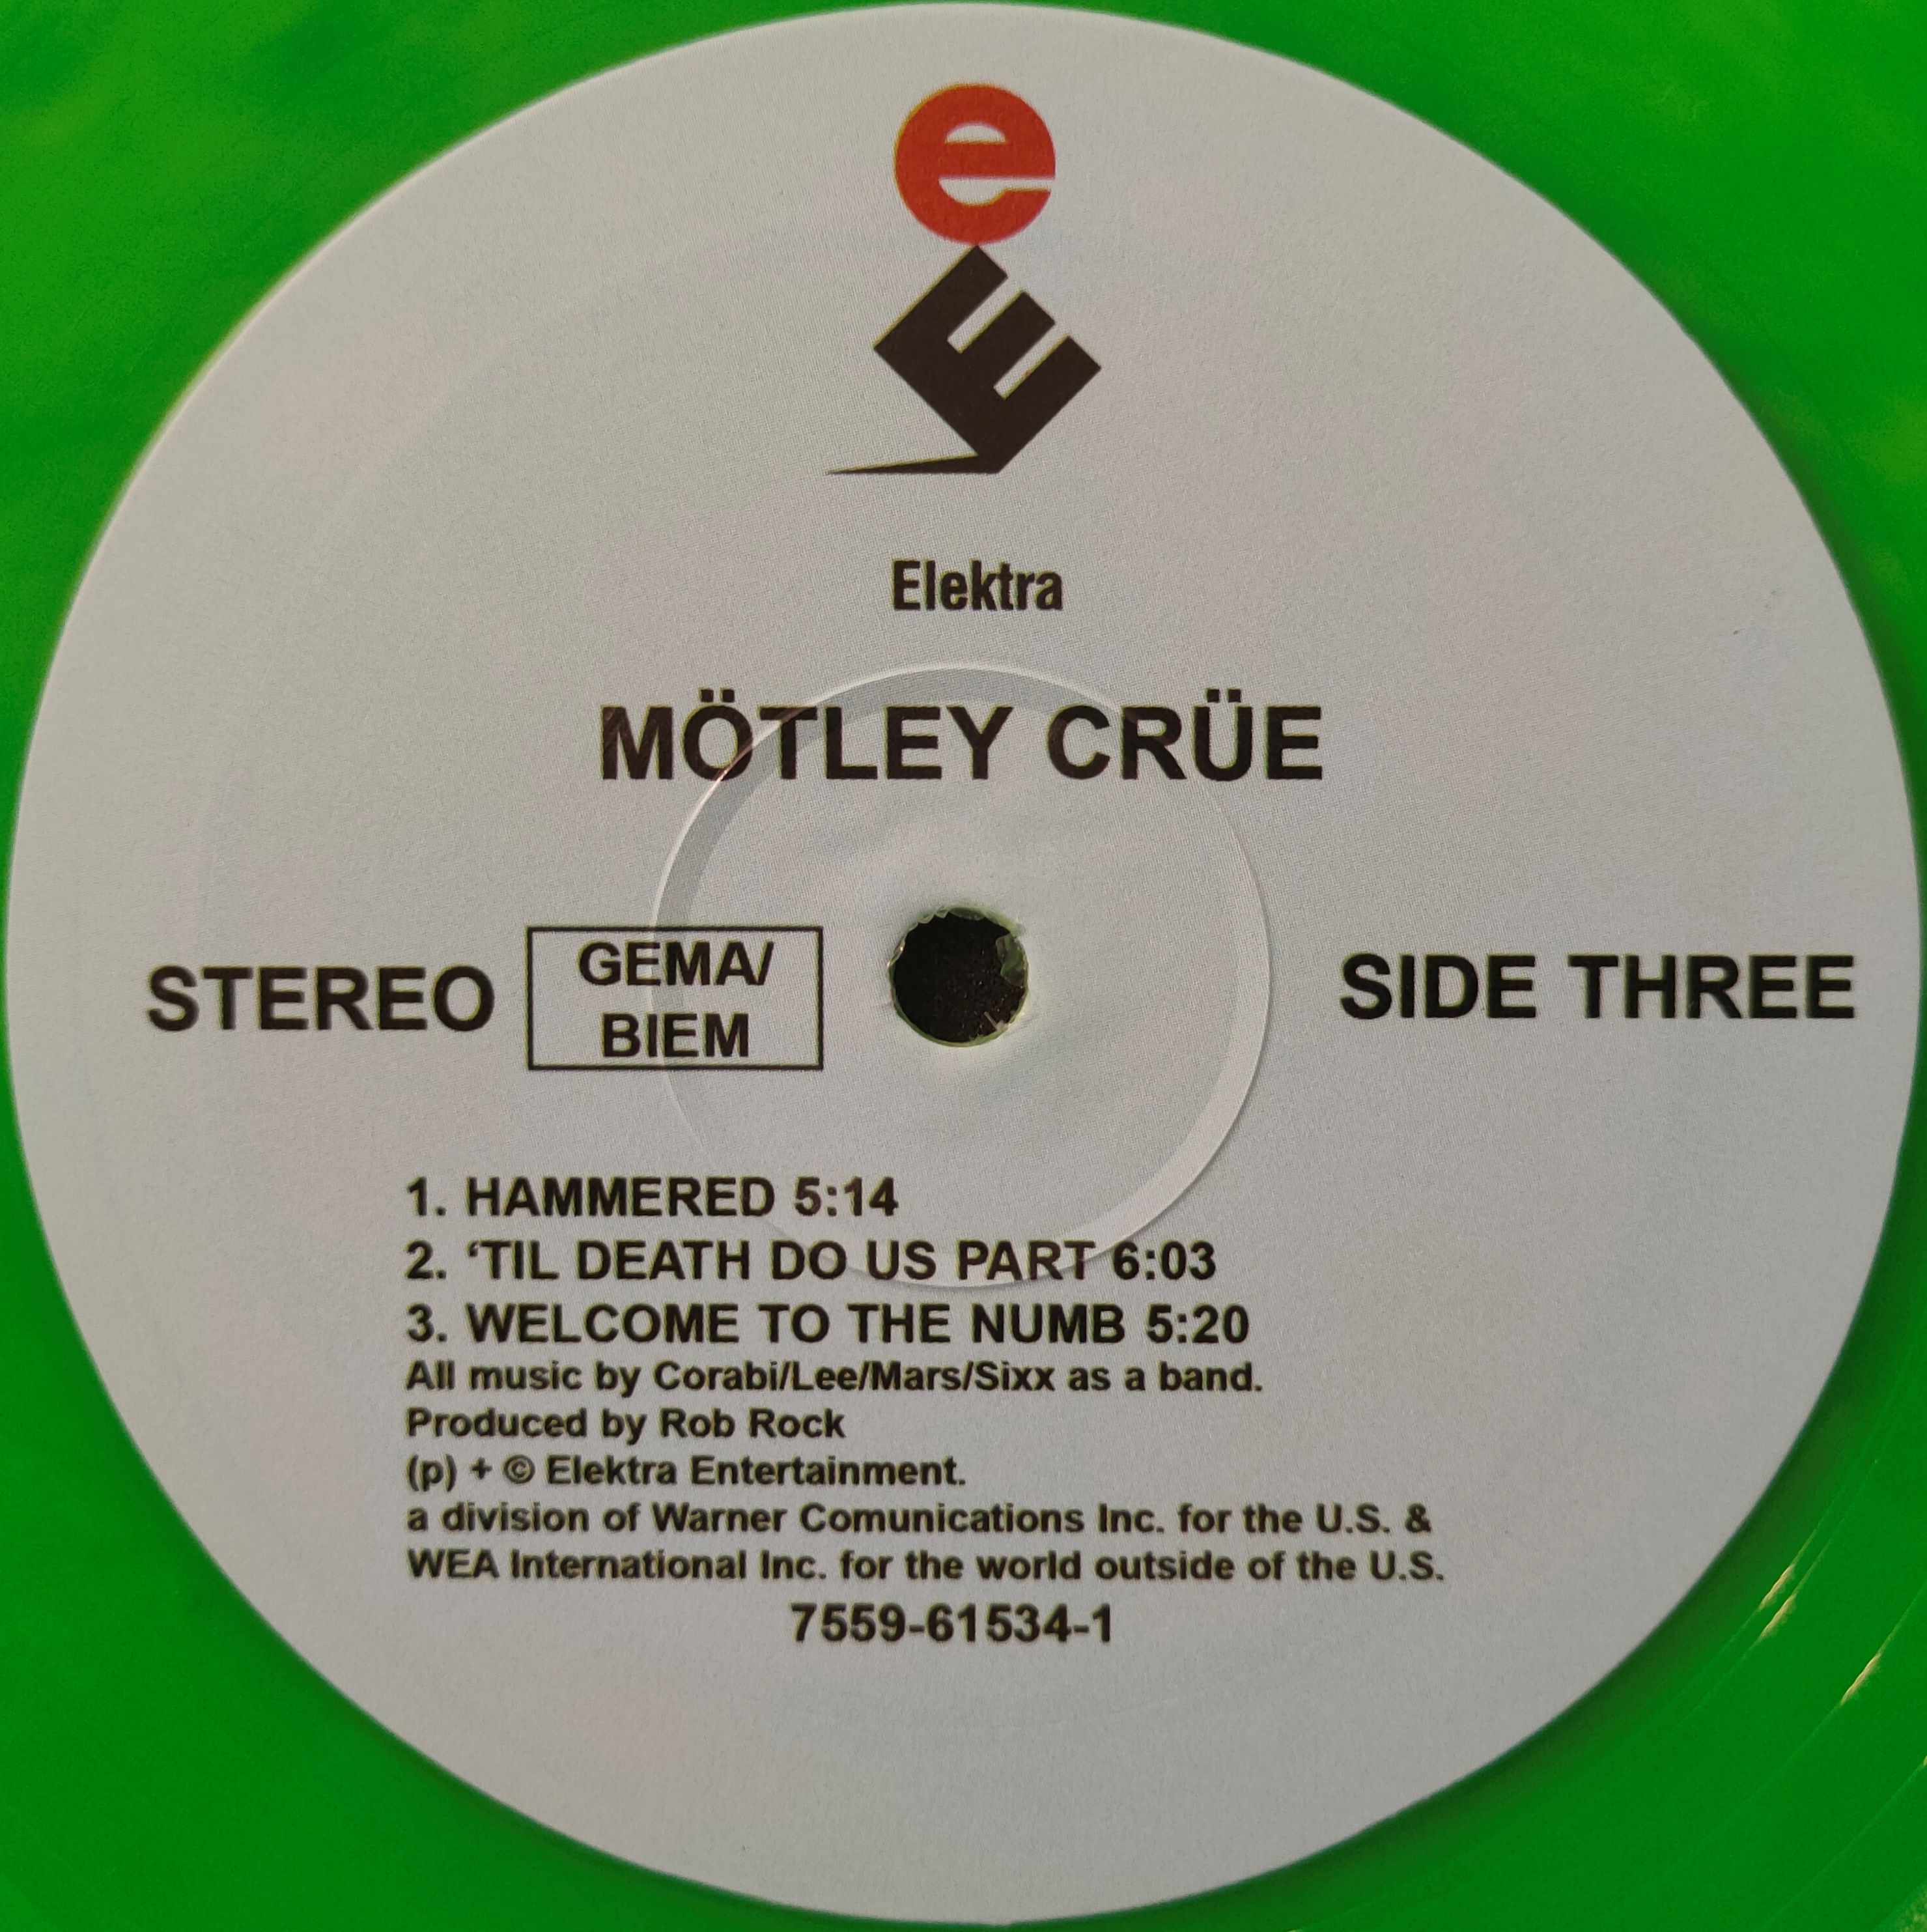 e
E
Elektra
MÖTLEY CRÜE
STEREO
GEMA/
BIEM
SIDE THREE
1. HAMMERED 5:14
2. ‘TIL DEATH DO US PART 6:03
3. WELCOME TO THE NUMB 5:20
All music by Corabi/Lee/Mars/Sixx as a band.
Produced by Rob Rock
(p) + © Elektra Entertainment.
a division of Warner Comunications Inc. for the U.S. &
WEA International Inc. for the world outside of the U.S.
7559-61534-1